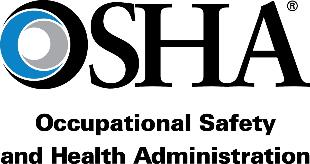 OSHA®
Occupational Safety
and Health Administration